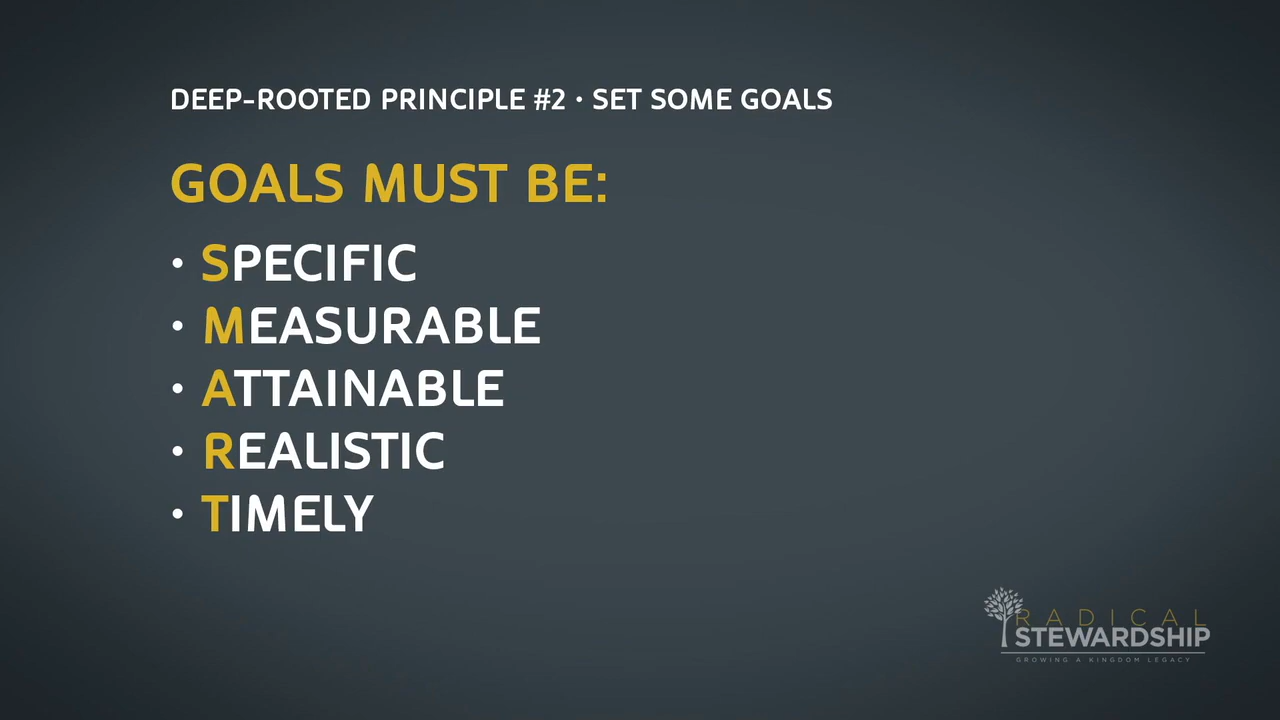 DEEP-ROOTED PRINCIPLE #2 • SET SOME GOALS
GOALS MUST BE:
• SPECIFIC
• MEASURABLE
• ATTAINABLE
• REALISTIC
• TIMELY
RADICAL
STEWARDSHIP
GROWING A KINGDOM LEGACY